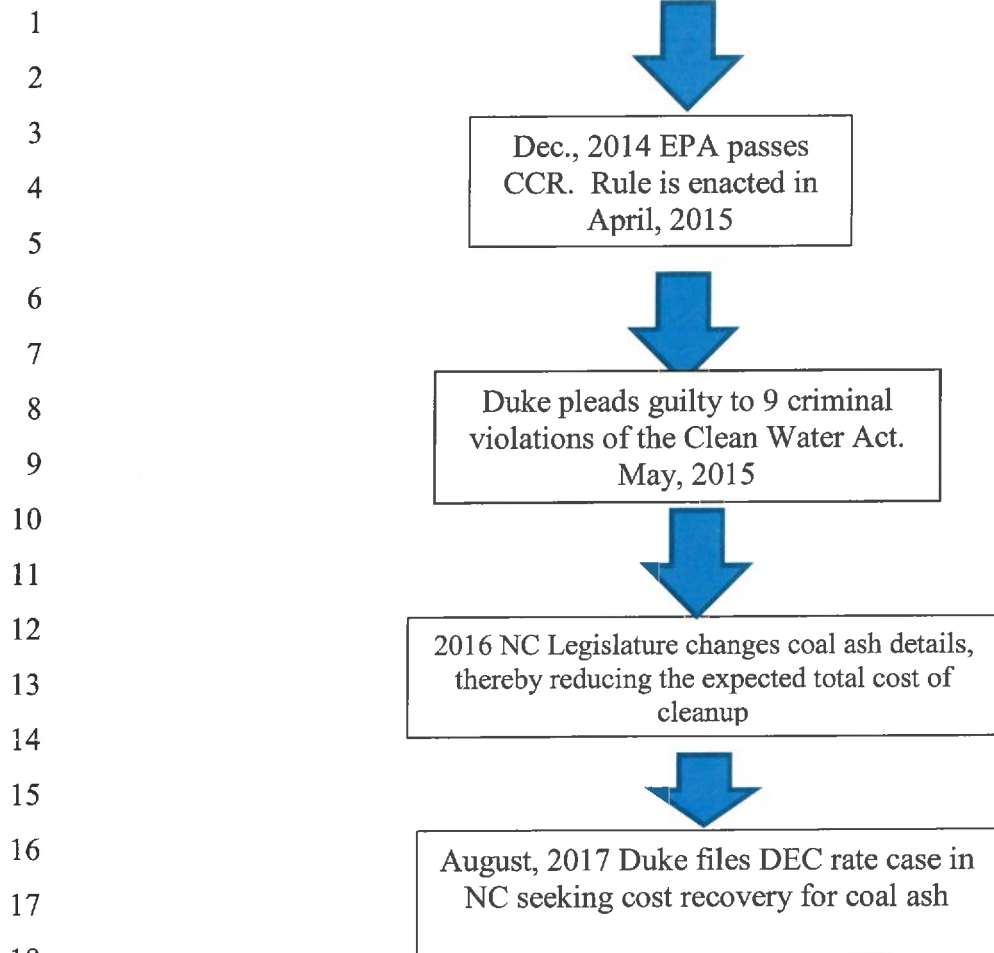 1
2
3
Dec., 2014 EPA passes
4
CCR. Rule is enacted in
April, 2015
5
6
7
8
Duke pleads guilty to 9 criminal
violations of the Clean Water Act.
9
May, 2015
10
11
12
2016 NC Legislature changes coal ash details,
13
thereby reducing the expected total cost of
cleanup
14
15
16
August, 2017 Duke files DEC rate case in
17
NC seeking cost recovery for coal ash